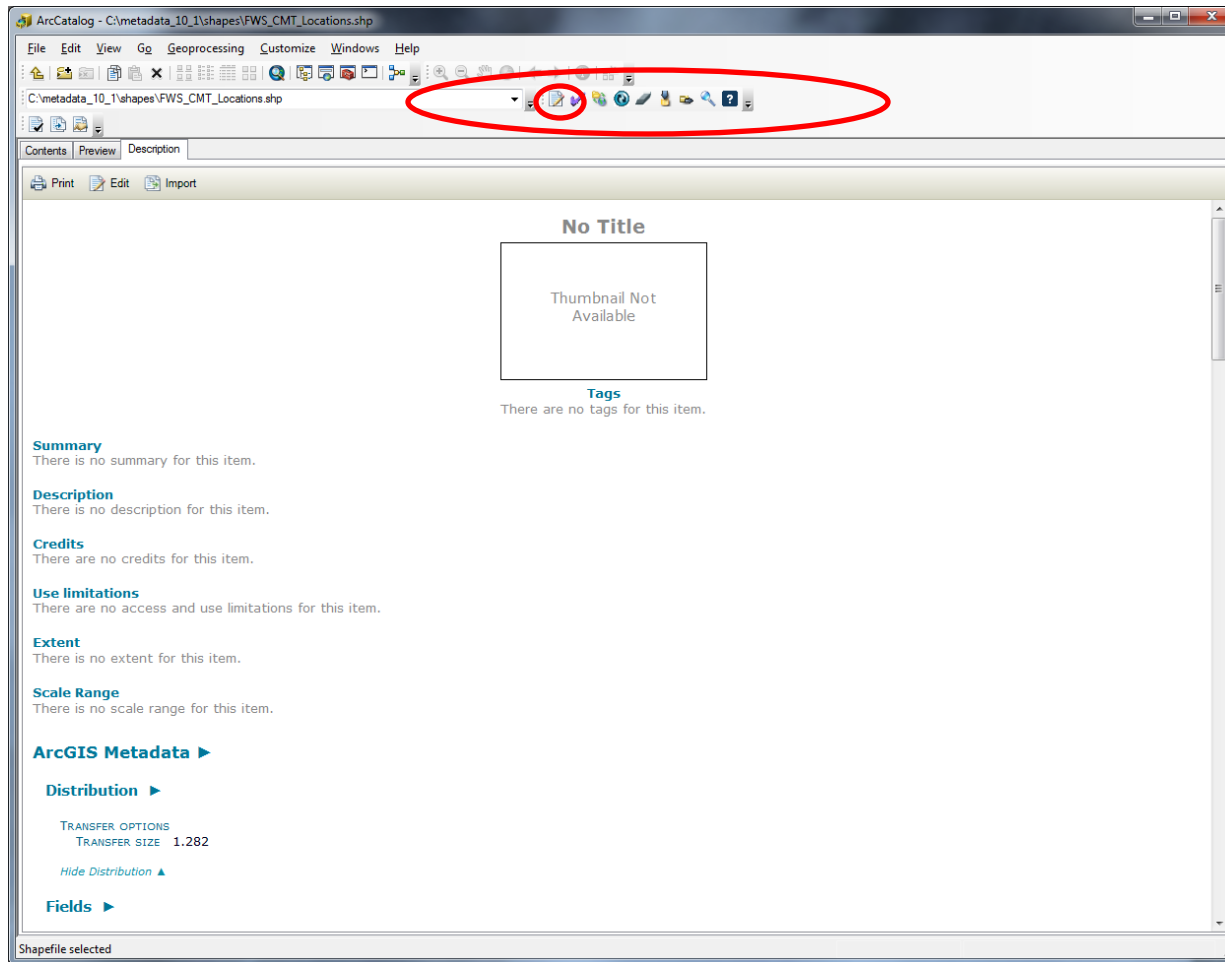 ArcCatalog - C:\metadata_10_1\shapes\FWS_CMT_Locations.shp
File Edit View Go Geoprocessing Customize Windows Help
C:\metadata_10_1\shapes\FWS_CMT_Locations.shp
Contents Preview Description
Print Edit Import
No Title
Thumbnail Not
Available
Tags
There are no tags for this item.
Summary
There is no summary for this item.
Description
There is no description for this item.
Credits
There are no credits for this item.
Use limitations
There are no access and use limitations for this item.
Extent
There is no extent for this item.
Scale Range
There is no scale range for this item.
ArcGIS Metadata ►
Distribution ►
TRANSFER OPTIONS
TRANSFER SIZE 1.282
Hide Distribution ▲
Fields ►
Shapefile selected